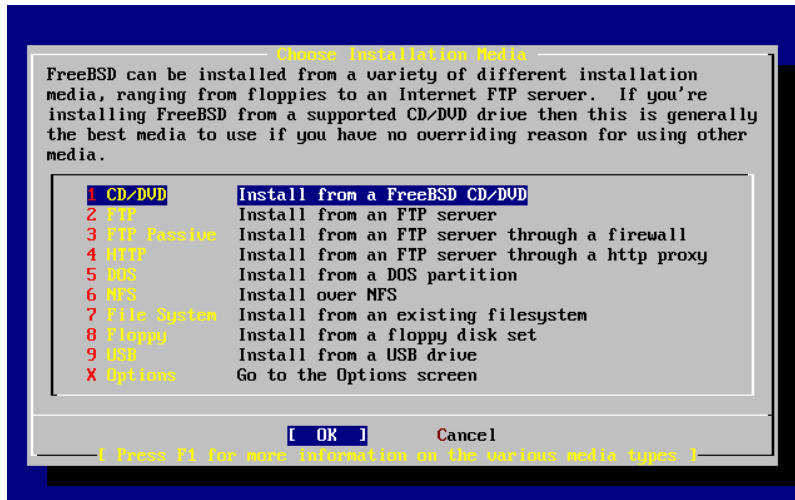 Choose Installation Media
FreeBSD can be installed from a variety of different installation
media, ranging from floppies to an Internet FTP server.  If you're
installing FreeBSD from a supported CD/DVD drive then this is generally
the best media to use if you have no overriding reason for using other
media.
1 CD/DVD Install from a FreeBSD CD/DVD
2 FTP Install from an FTP server
3 FTP Passive Install from an FTP server through a firewall
4 HTTP Install from an FTP server through a http proxy
5 DOS Install from a DOS partition
6 NFS Install over NFS
7 File System Install from an existing filesystem
8 Floppy Install from a floppy disk set
9 USB Install from a USB drive
X Options Go to the Options screen
[ OK ] Cancel
[ Press F1 for more information on the various media types ]